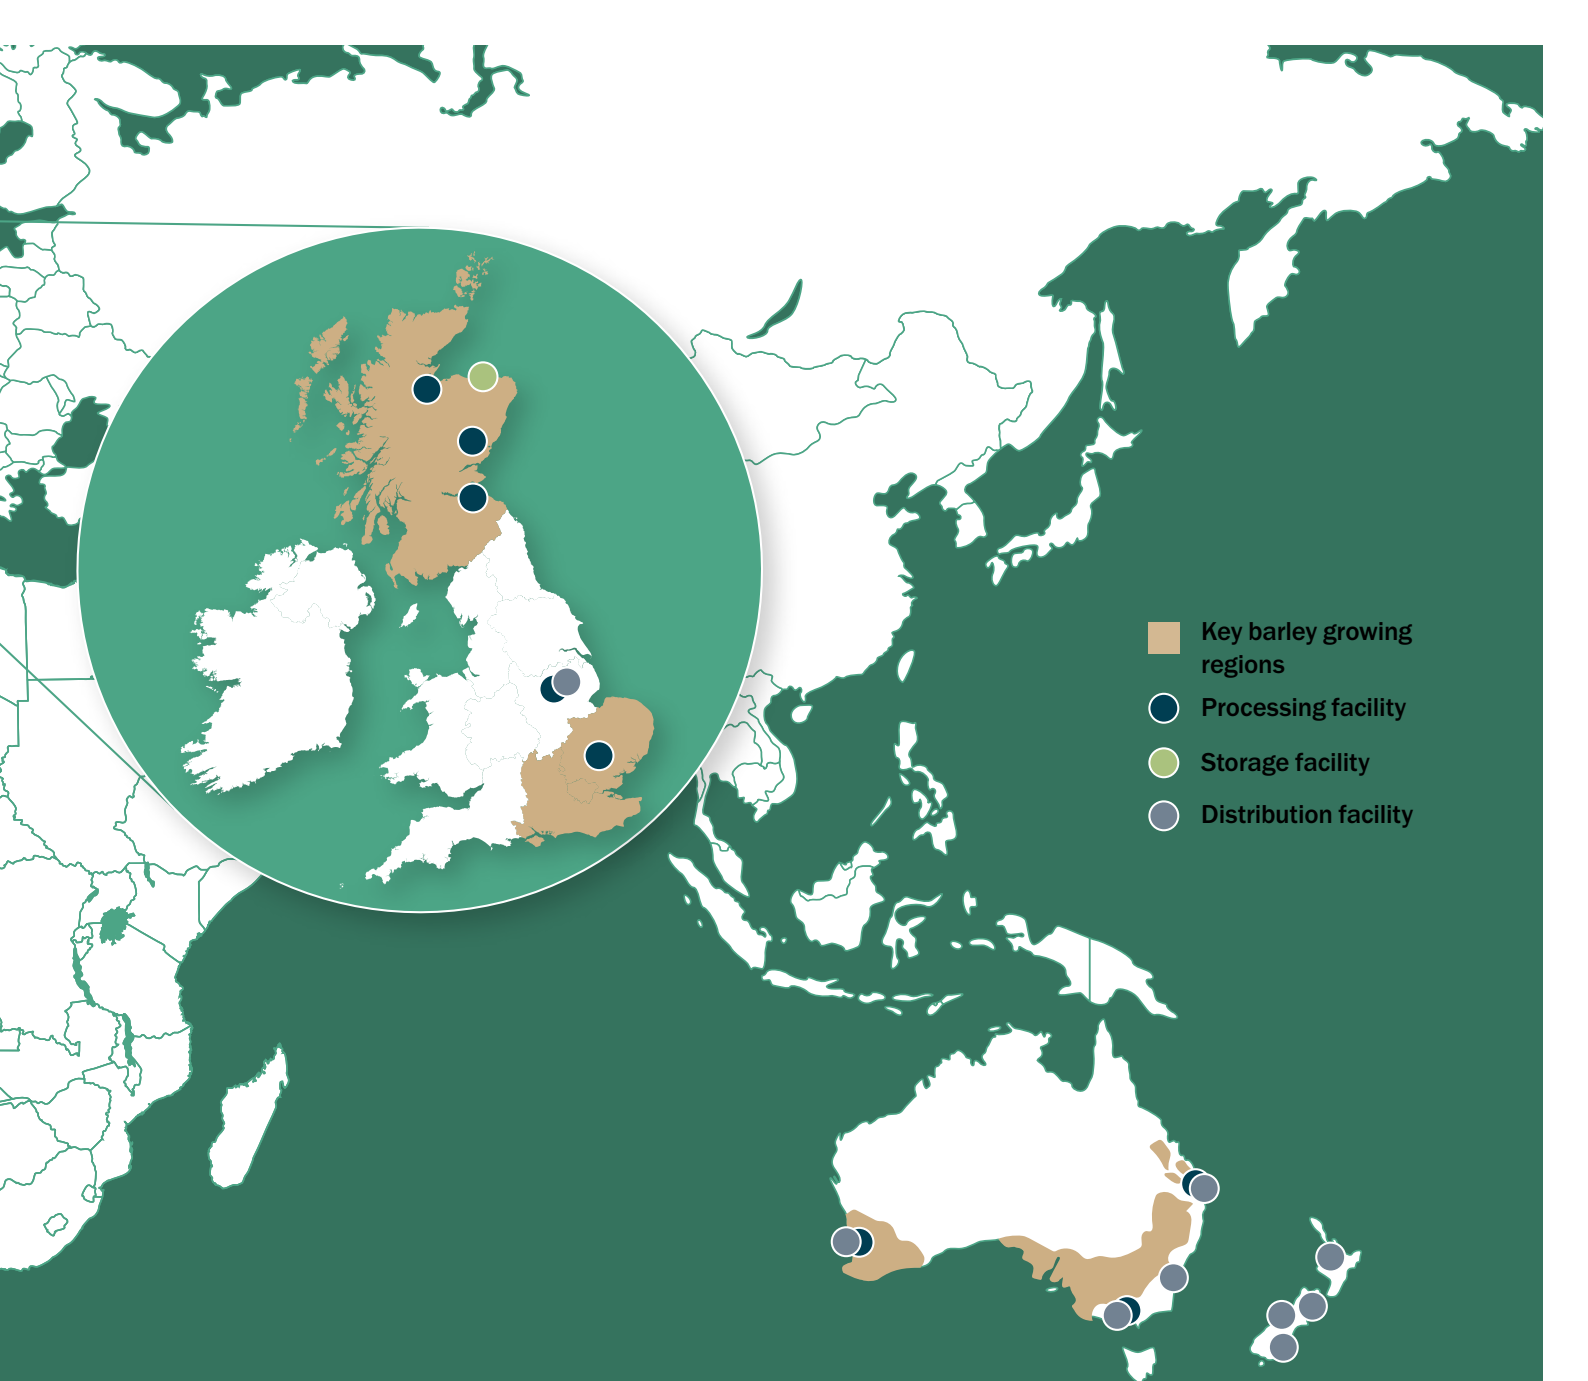 Key barley growing
regions
Processing facility
Storage facility
Distribution facility